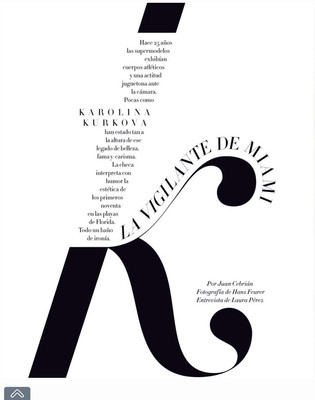 Hace 25 años
las supermodelos
exhibían
cuerpos atléticos
y una actitud
juguetona ante
la cámara.
Pocas como
KAROLINA
KURKOVA
han estado tan a
la altura de ese
legado de belleza,
fama y carisma.
La checa
interpreta con
humor la
estética de
los primeros
noventa
en las playas
de Florida.
Todo un baño
de ironía.
LA VIGILANTE DE MIAMI
Por Juan Cebrián
Fotografía de Hans Feurer
Entrevista de Laura Pérez
k